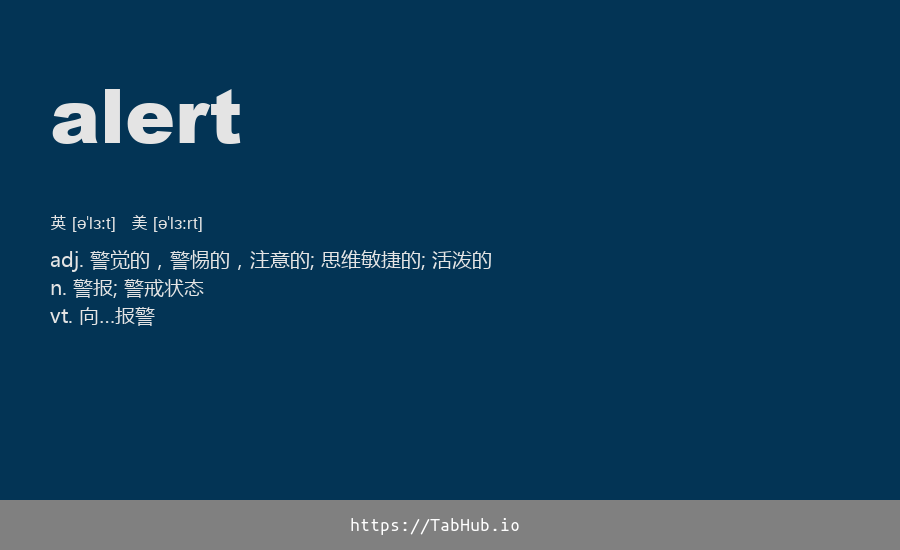 alert
英 [ə'lɜːt] 美 [ə'lɜːrt]
adj. 警觉的，警惕的，注意的; 思维敏捷的; 活泼的
n. 警报; 警戒状态
vt. 向…报警
https://TabHub.io